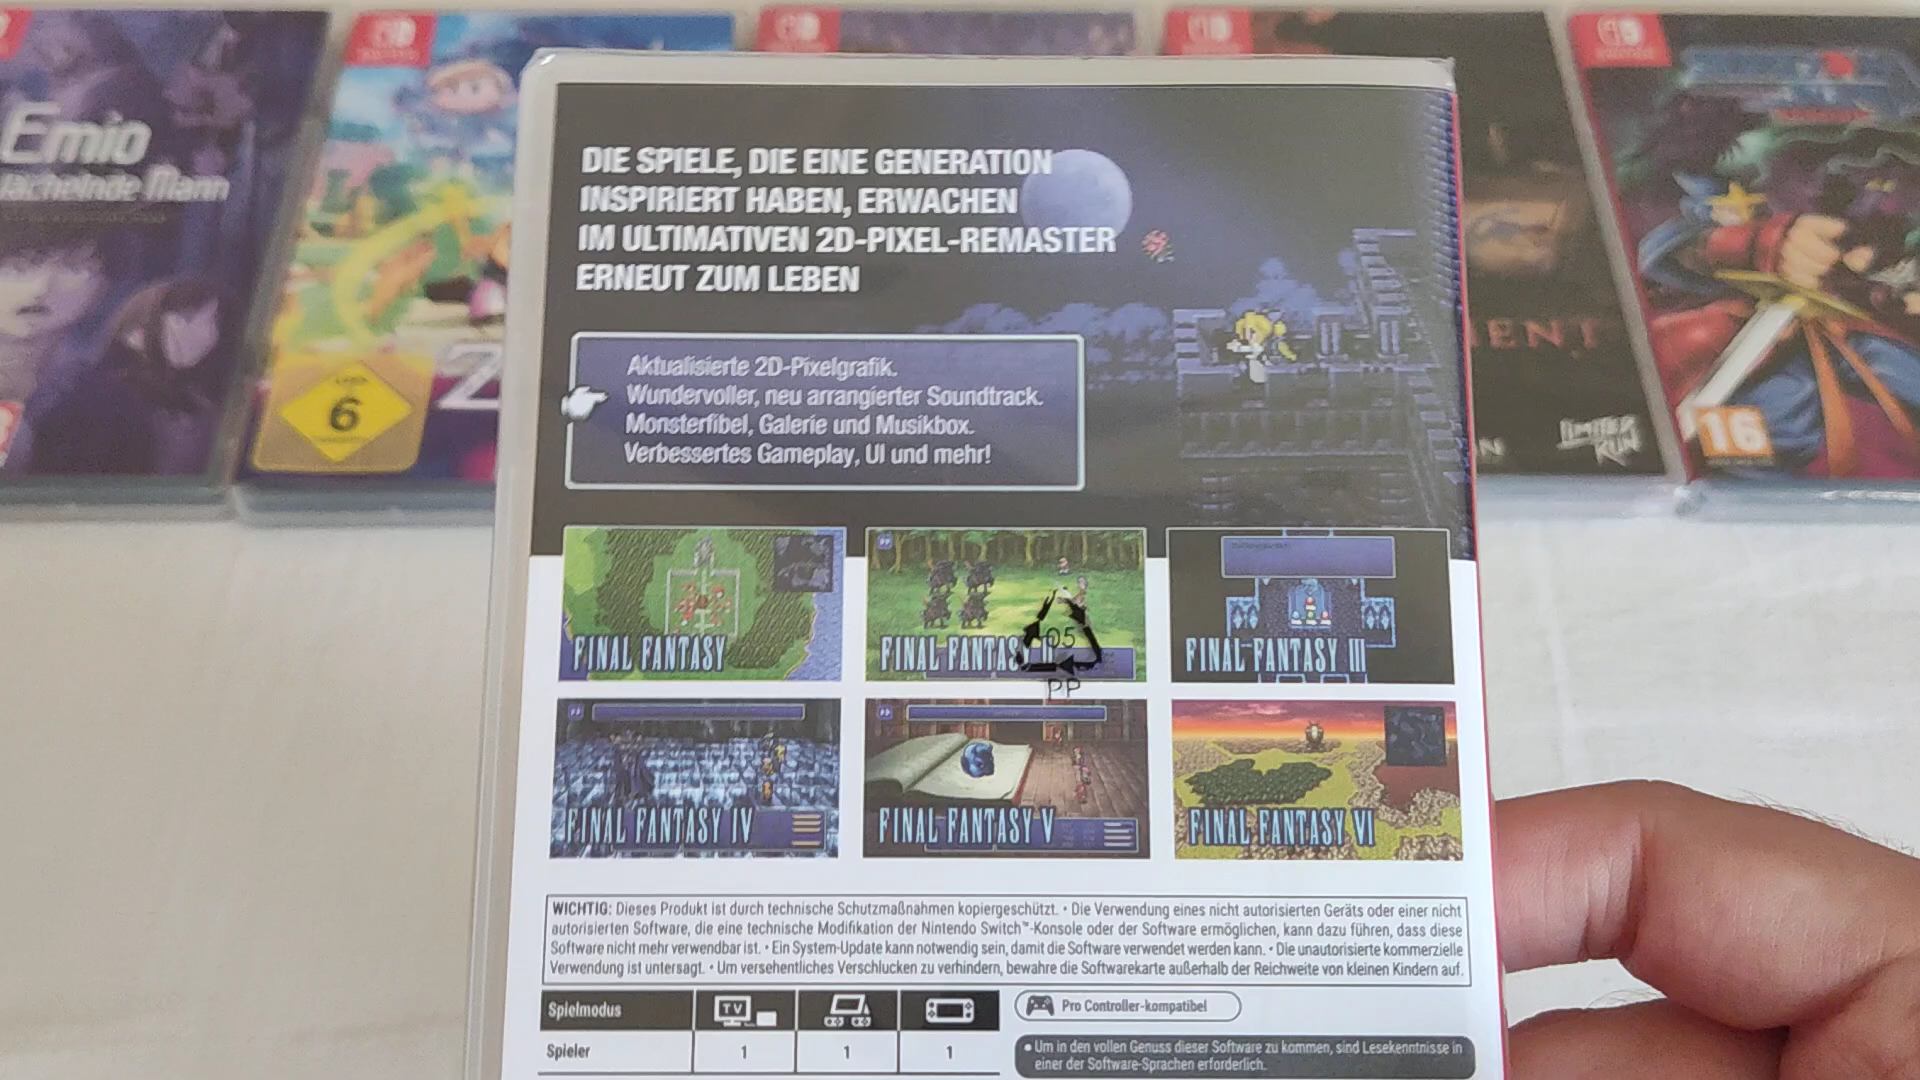 Emio
lächelnde Mann
6
16
LIMITED
RUN
DIE SPIELE, DIE EINE GENERATION
INSPIRIERT HABEN, ERWACHEN
IM ULTIMATIVEN 2D-PIXEL-REMASTER
ERNEUT ZUM LEBEN
Aktualisierte 2D-Pixelgrafik.
Wundervoller, neu arrangierter Soundtrack.
Monsterfibel, Galerie und Musikbox.
Verbessertes Gameplay, UI und mehr!
FINAL FANTASY
FINAL FANTASY II
05
PP
FINAL FANTASY III
FINAL FANTASY IV
FINAL FANTASY V
FINAL FANTASY VI
WICHTIG: Dieses Produkt ist durch technische Schutzmaßnahmen kopiergeschützt. • Die Verwendung eines nicht autorisierten Geräts oder einer nicht
autorisierten Software, die eine technische Modifikation der Nintendo Switch™-Konsole oder der Software ermöglichen, kann dazu führen, dass diese
Software nicht mehr verwendbar ist. • Ein System-Update kann notwendig sein, damit die Software verwendet werden kann. • Die unautorisierte kommerzielle
Verwendung ist untersagt. • Um versehentliches Verschlucken zu verhindern, bewahre die Softwarekarte außerhalb der Reichweite von kleinen Kindern auf.
Spielmodus
TV
Pro Controller-kompatibel
Spieler 1 1 1
• Um in den vollen Genuss dieser Software zu kommen, sind Lesekenntnisse in
einer der Software-Sprachen erforderlich.